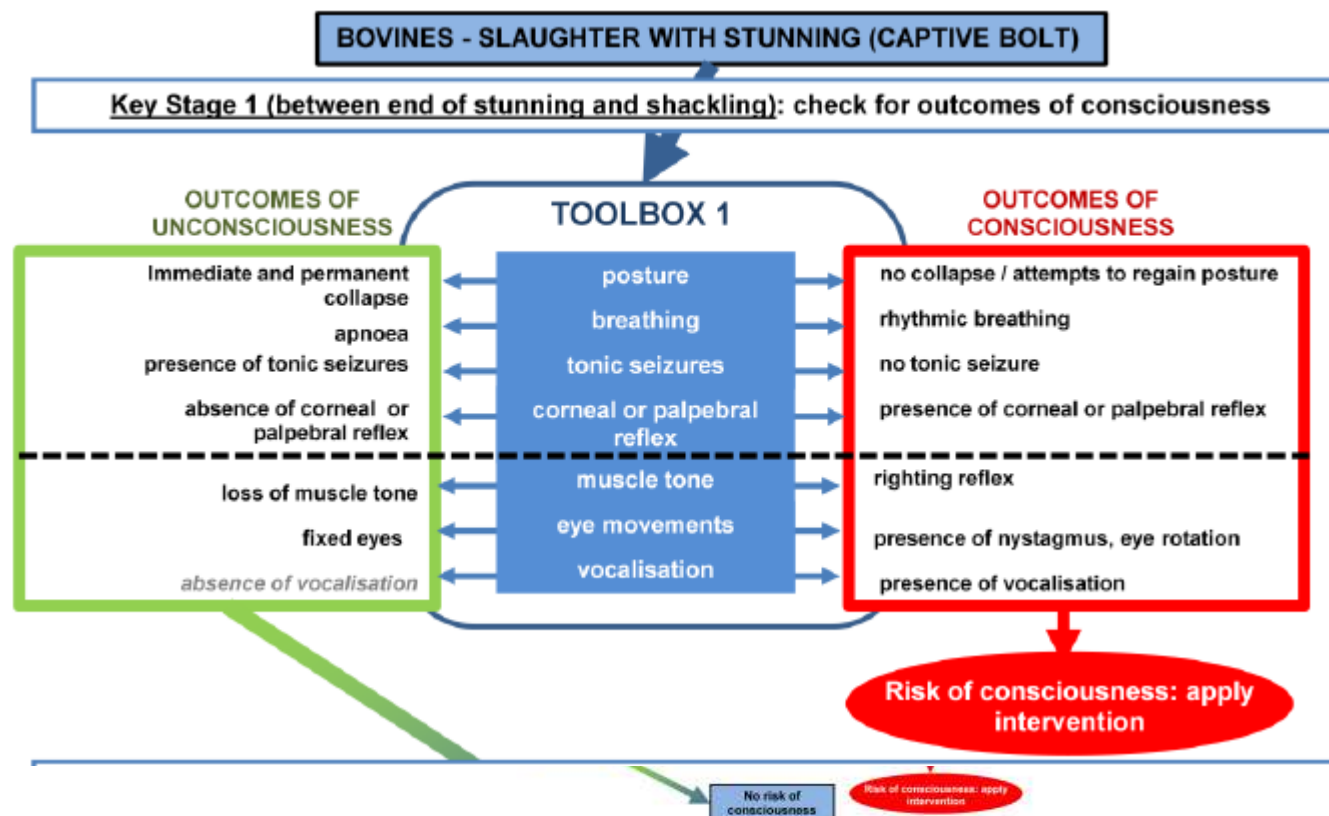 BOVINES - SLAUGHTER WITH STUNNING (CAPTIVE BOLT)
Key Stage 1 (between end of stunning and shackling): check for outcomes of consciousness
OUTCOMES OF
UNCONSCIOUSNESS
TOOLBOX 1
OUTCOMES OF
CONSCIOUSNESS
Immediate and permanent
collapse
posture
no collapse / attempts to regain posture
apnoea
breathing
rhythmic breathing
presence of tonic seizures
tonic seizures
no tonic seizure
absence of corneal or
palpebral reflex
corneal or palpebral
reflex
presence of corneal or palpebral reflex
loss of muscle tone
muscle tone
righting reflex
fixed eyes
eye movements
presence of nystagmus, eye rotation
absence of vocalisation
vocalisation
presence of vocalisation
Risk of consciousness: apply
intervention
No risk of
consciousness
Risk of consciousness: apply
intervention